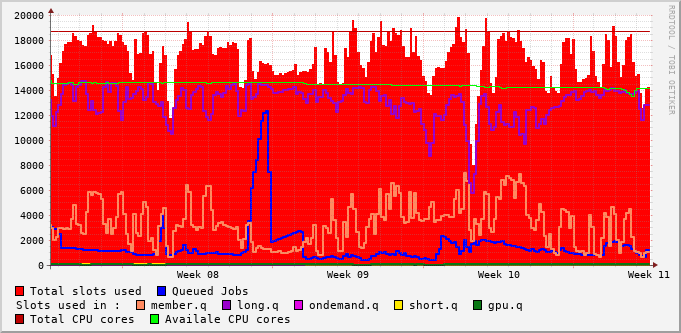 20000
18000
16000
14000
12000
10000
8000
6000
4000
2000
0
Week 08 Week 09 Week 10 Week 11
RRDTOOL / TOBI OETIKER
Total slots used Queued Jobs
Slots used in : member.q long.q ondemand.q short.q gpu.q
Total CPU cores Availale CPU cores